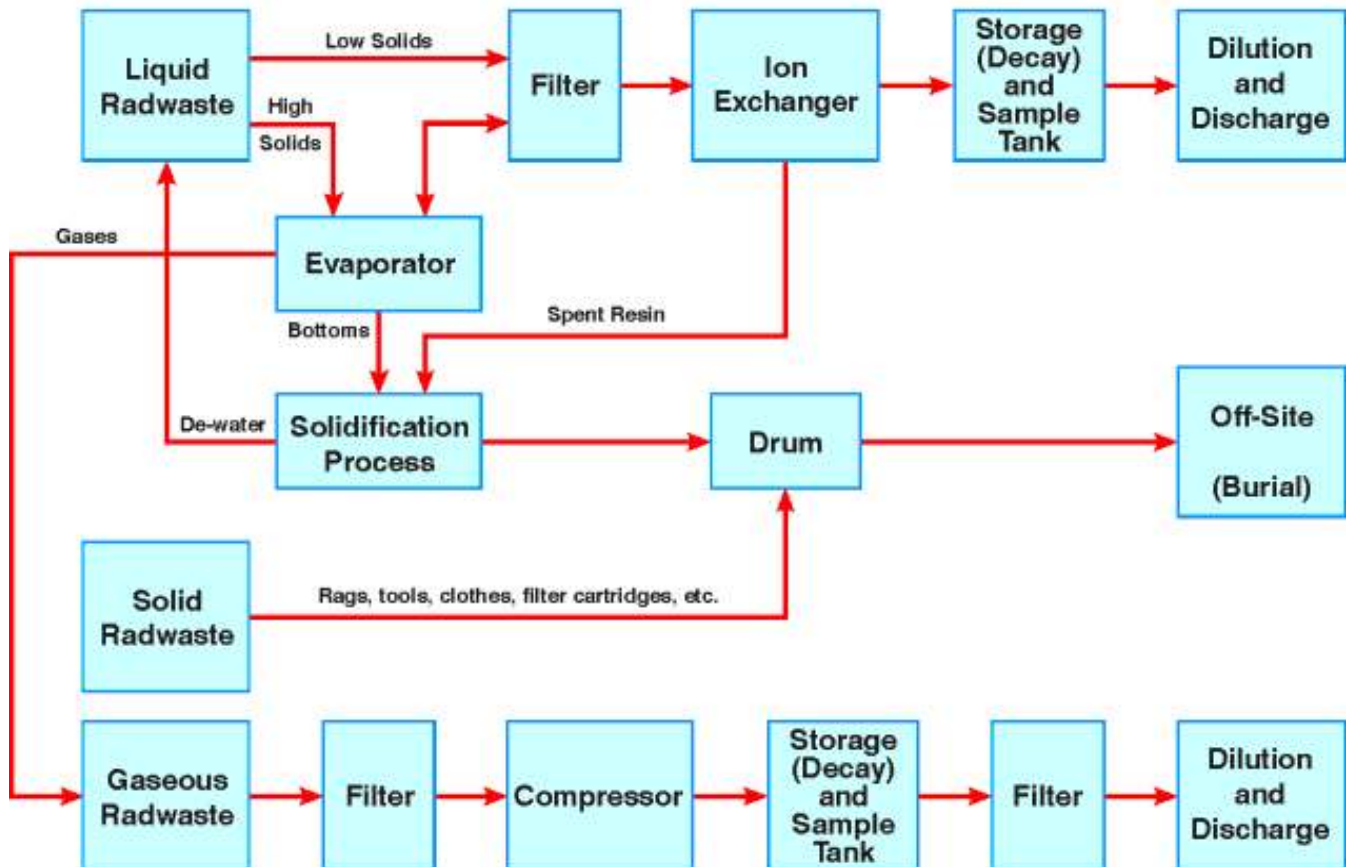 Liquid
Radwaste
Low Solids
High
Solids
Filter
Ion
Exchanger
Storage
(Decay)
and
Sample
Tank
Dilution
and
Discharge
Gases
Evaporator
Bottoms
Spent Resin
De-water
Solidification
Process
Drum
Off-Site
(Burial)
Solid
Radwaste
Rags, tools, clothes, filter cartridges, etc.
Gaseous
Radwaste
Filter
Compressor
Storage
(Decay)
and
Sample
Tank
Filter
Dilution
and
Discharge